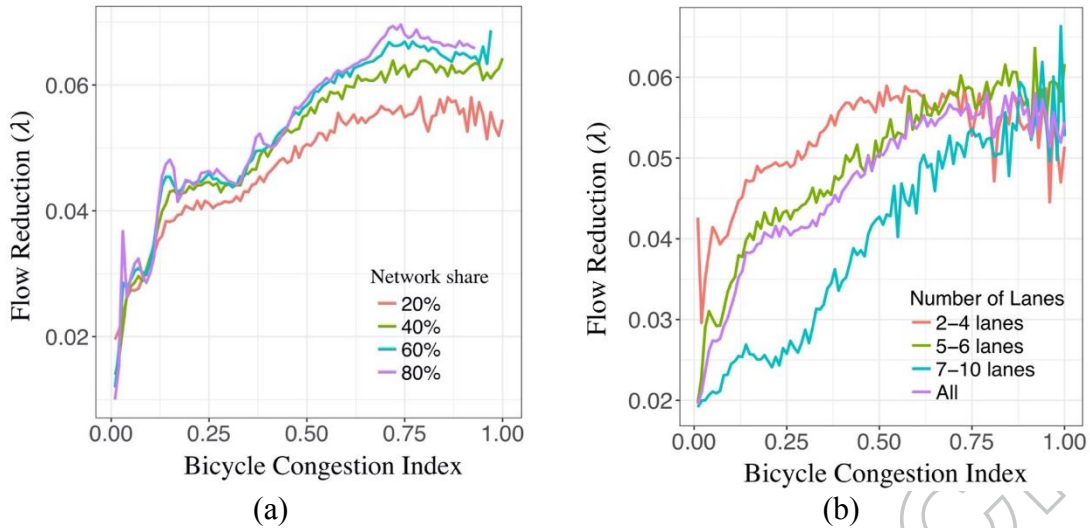 0.06
0.04
0.02
Flow Reduction (λ)
Network share
20%
40%
60%
80%
0.00 0.25 0.50 0.75 1.00
Bicycle Congestion Index
(a)
0.06
0.05
0.04
0.03
0.02
Flow Reduction (λ)
Number of Lanes
2−4 lanes
5−6 lanes
7−10 lanes
All
0.00 0.25 0.50 0.75 1.00
Bicycle Congestion Index
(b)